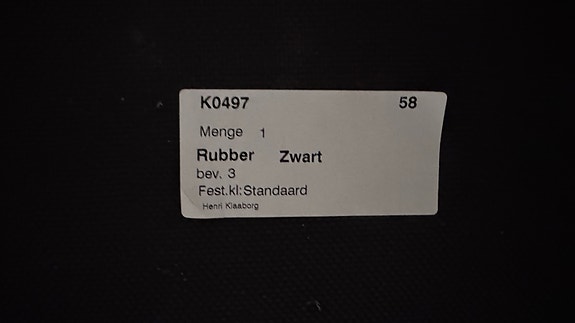 K0497 58
Menge 1
Rubber Zwart
bev. 3
Fest.kl:Standaard
Henri Klaaborg